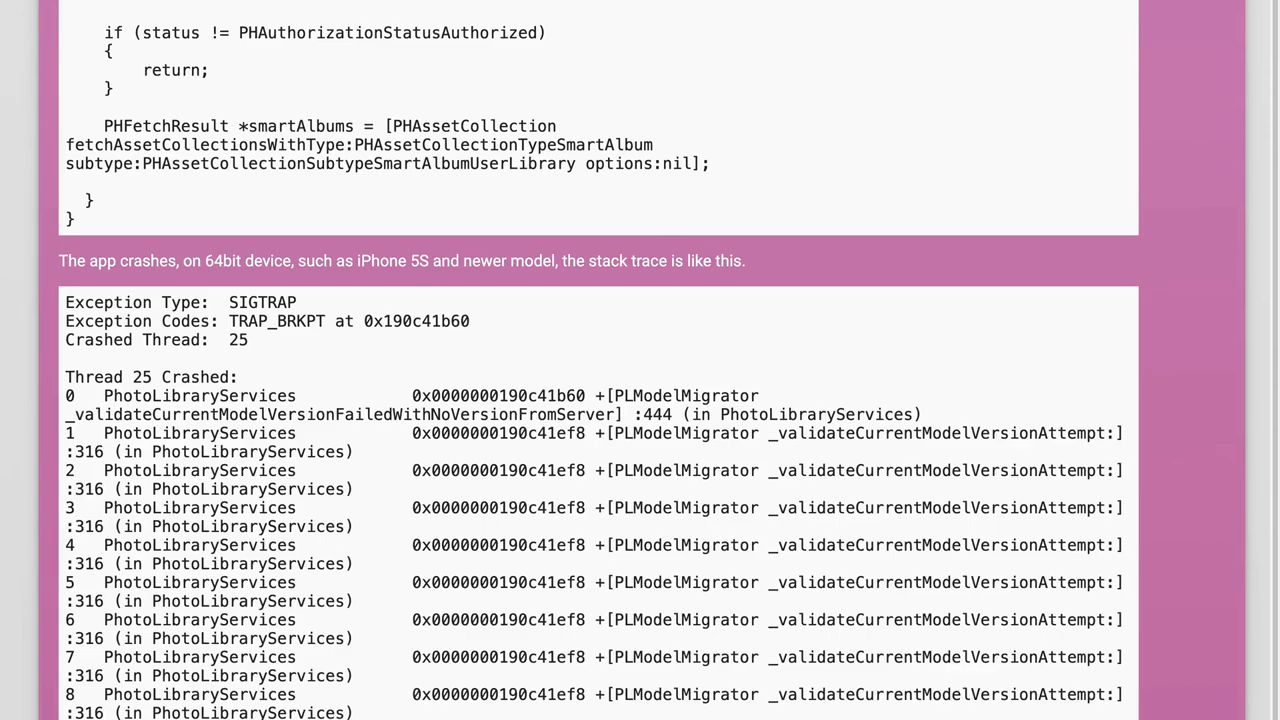 if (status != PHAuthorizationStatusAuthorized)
{
return;
}
PHFetchResult *smartAlbums = [PHAssetCollection
fetchAssetCollectionsWithType:PHAssetCollectionTypeSmartAlbum
subtype:PHAssetCollectionSubtypeSmartAlbumUserLibrary options:nil];
}
}
The app crashes, on 64bit device, such as iPhone 5S and newer model, the stack trace is like this.
Exception Type:  SIGTRAP
Exception Codes: TRAP_BRKPT at 0x190c41b60
Crashed Thread:  25
Thread 25 Crashed:
0   PhotoLibraryServices            0x0000000190c41b60 +[PLModelMigrator
_validateCurrentModelVersionFailedWithNoVersionFromServer] :444 (in PhotoLibraryServices)
1   PhotoLibraryServices            0x0000000190c41ef8 +[PLModelMigrator _validateCurrentModelVersionAttempt:]
:316 (in PhotoLibraryServices)
2   PhotoLibraryServices            0x0000000190c41ef8 +[PLModelMigrator _validateCurrentModelVersionAttempt:]
:316 (in PhotoLibraryServices)
3   PhotoLibraryServices            0x0000000190c41ef8 +[PLModelMigrator _validateCurrentModelVersionAttempt:]
:316 (in PhotoLibraryServices)
4   PhotoLibraryServices            0x0000000190c41ef8 +[PLModelMigrator _validateCurrentModelVersionAttempt:]
:316 (in PhotoLibraryServices)
5   PhotoLibraryServices            0x0000000190c41ef8 +[PLModelMigrator _validateCurrentModelVersionAttempt:]
:316 (in PhotoLibraryServices)
6   PhotoLibraryServices            0x0000000190c41ef8 +[PLModelMigrator _validateCurrentModelVersionAttempt:]
:316 (in PhotoLibraryServices)
7   PhotoLibraryServices            0x0000000190c41ef8 +[PLModelMigrator _validateCurrentModelVersionAttempt:]
:316 (in PhotoLibraryServices)
8   PhotoLibraryServices            0x0000000190c41ef8 +[PLModelMigrator _validateCurrentModelVersionAttempt:]
:316 (in PhotoLibraryServices)